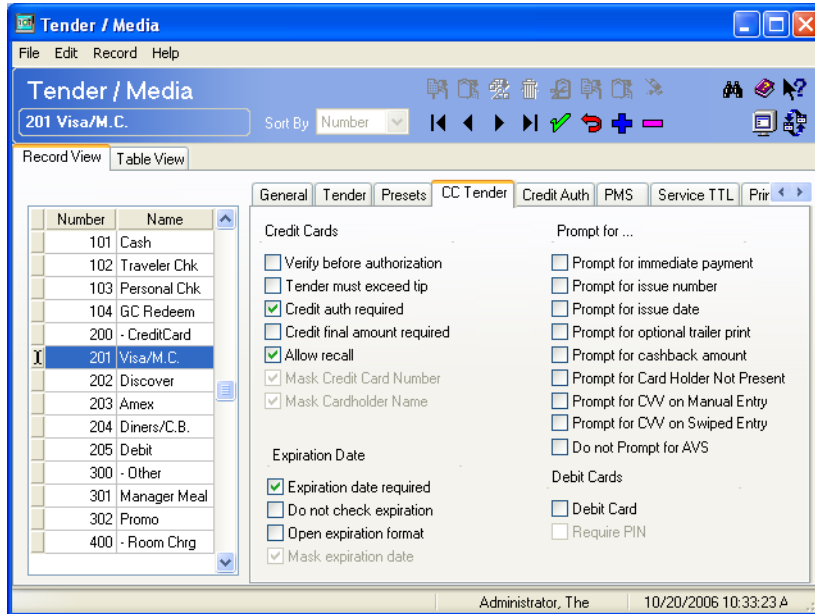 Tender / Media
File Edit Record Help
Tender / Media
201 Visa/M.C.
Sort By Number
Record View Table View
General Tender Presets CC Tender Credit Auth PMS Service TTL Prir
Number Name
101 Cash
102 Traveler Chk
103 Personal Chk
104 GC Redeem
200 - CreditCard
201 Visa/M.C.
202 Discover
203 Amex
204 Diners/C.B.
205 Debit
300 - Other
301 Manager Meal
302 Promo
400 - Room Chrg
Credit Cards
Verify before authorization
Tender must exceed tip
Credit auth required
Credit final amount required
Allow recall
Mask Credit Card Number
Mask Cardholder Name
Expiration Date
Expiration date required
Do not check expiration
Open expiration format
Mask expiration date
Prompt for ...
Prompt for immediate payment
Prompt for issue number
Prompt for issue date
Prompt for optional trailer print
Prompt for cashback amount
Prompt for Card Holder Not Present
Prompt for CVV on Manual Entry
Prompt for CVV on Swiped Entry
Do not Prompt for AVS
Debit Cards
Debit Card
Require PIN
Administrator, The 10/20/2006 10:33:23 A